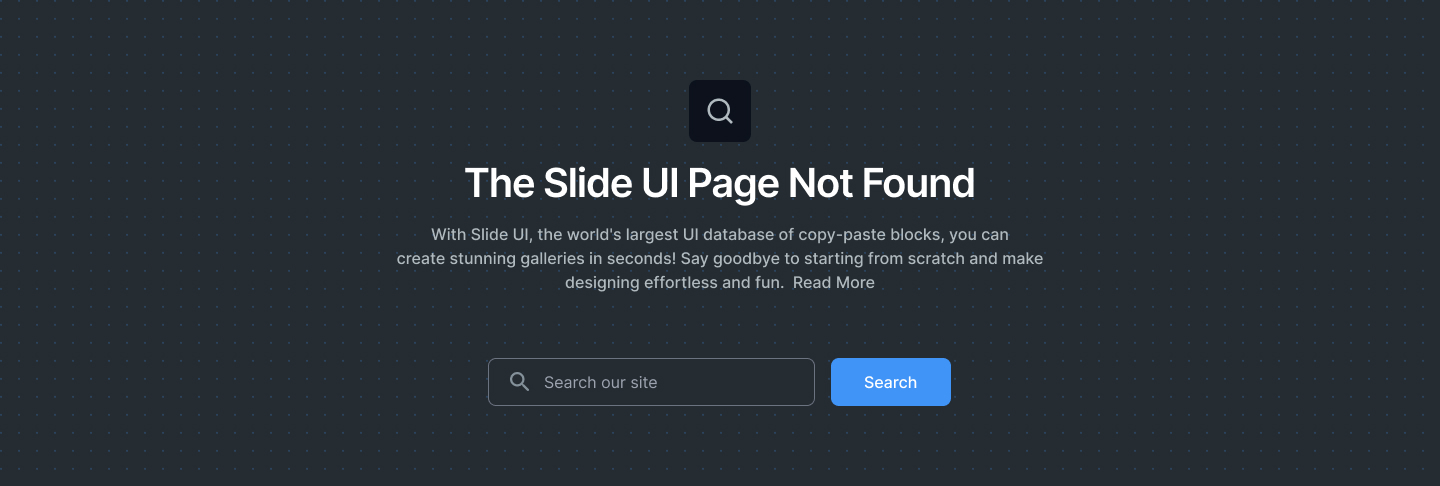 The Slide UI Page Not Found
With Slide UI, the world's largest UI database of copy-paste blocks, you can
create stunning galleries in seconds! Say goodbye to starting from scratch and make
designing effortless and fun. Read More
Search our site
Search